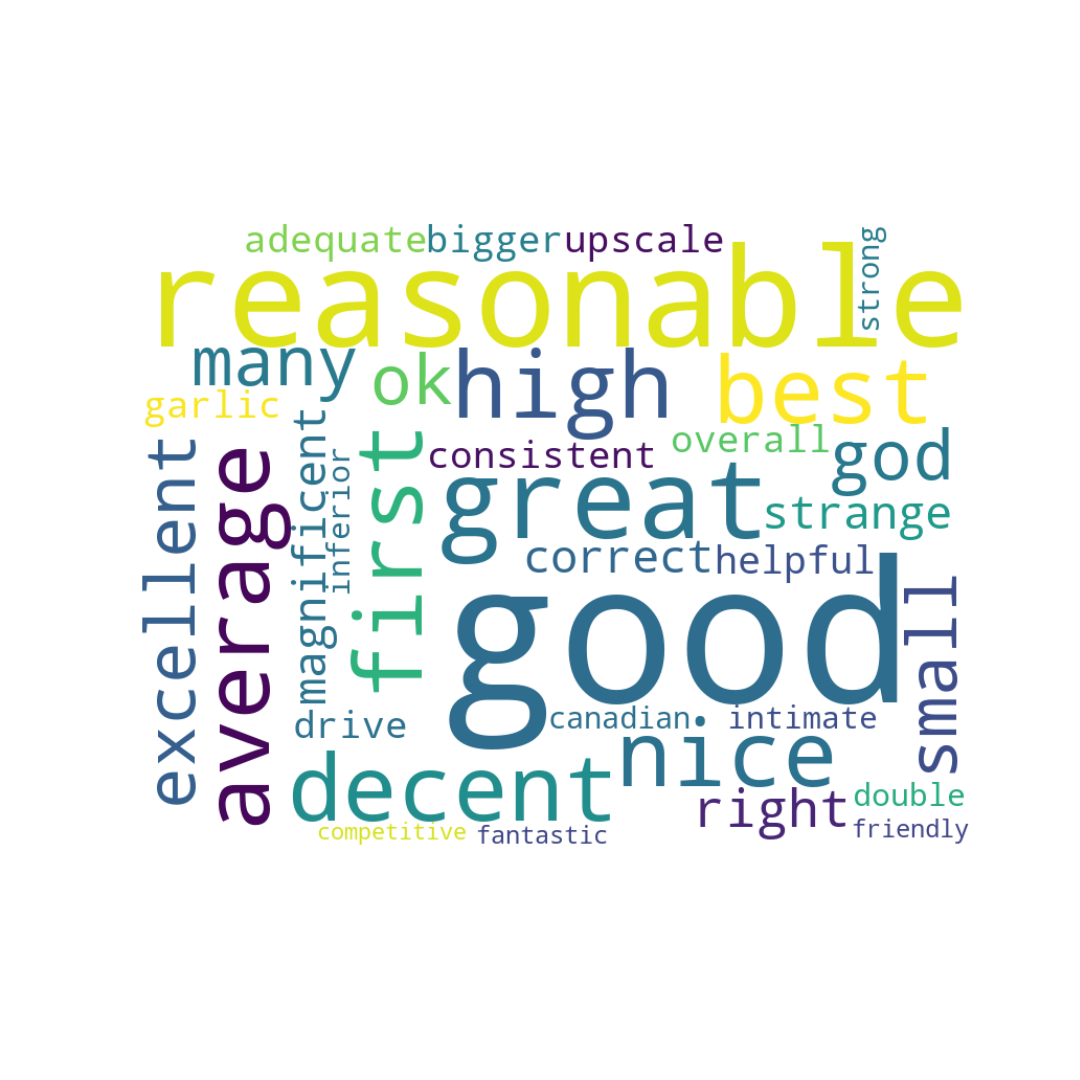 adequate
bigger
upscale
strong
reasonable
many
ok
high
best
garlic
overall
god
consistent
excellent
average
magnificent
inferior
first
great
strange
correct
helpful
good
small
canadian
intimate
drive
nice
decent
right
double
competitive
fantastic
friendly